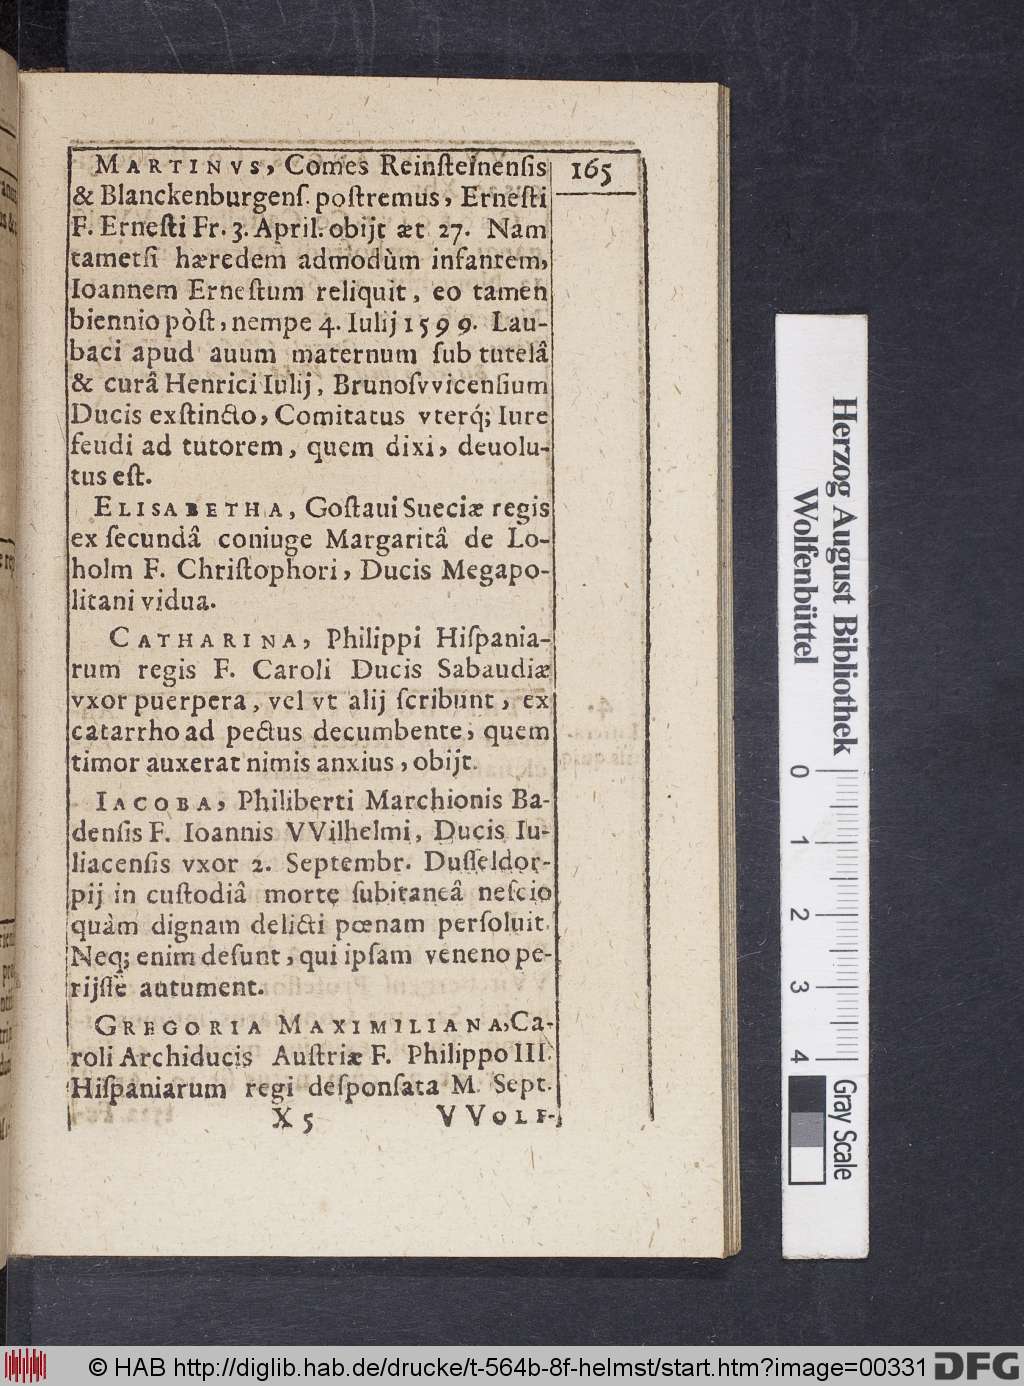 MARTINVS, Comes Reinsteinensis
& Blanckenburgens. postremus, Ernesti
F. Ernesti Fr. 3. April. obijt æt 27. Nam
tametsi hæredem admodùm infantem,
Ioannem Ernestum reliquit, eo tamen
biennio pòst, nempe 4. Iulij 1599. Lau-
baci apud auum maternum sub tutelâ
& curâ Henrici Iulij, Brunosvvicensium
Ducis exstincto, Comitatus vterq́; Iure
feudi ad tutorem, quem dixi, deuolu-
tus est.
ELISABETHA, Gostaui Sueciæ regis
ex secundâ coniuge Margaritâ de Lo-
holm F. Christophori, Ducis Megapo-
litani vidua.
CATHARINA, Philippi Hispania-
rum regis F. Caroli Ducis Sabaudiæ
vxor puerpera, vel vt alij scribunt, ex
catarrho ad pectus decumbente, quem
timor auxerat nimis anxius, obijt.
IACOBA, Philiberti Marchionis Ba-
densis F. Ioannis VVilhelmi, Ducis Iu-
liacensis vxor 2. Septembr. Dusseldor-
pij in custodiâ morte subitaneâ nescio
quàm dignam delicti pœnam persoluit.
Neq; enim desunt, qui ipsam veneno pe-
rijsse autument.
GREGORIA MAXIMILIANA, Ca-
roli Archiducis Austriæ F. Philippo III.
Hispaniarum regi desponsata M. Sept.
X 5 VVOLF-
165
Herzog August Bibliothek
Wolfenbüttel
0 1 2 3 4
Gray Scale
© HAB http://diglib.hab.de/drucke/t-564b-8f-helmst/start.htm?image=00331
DFG